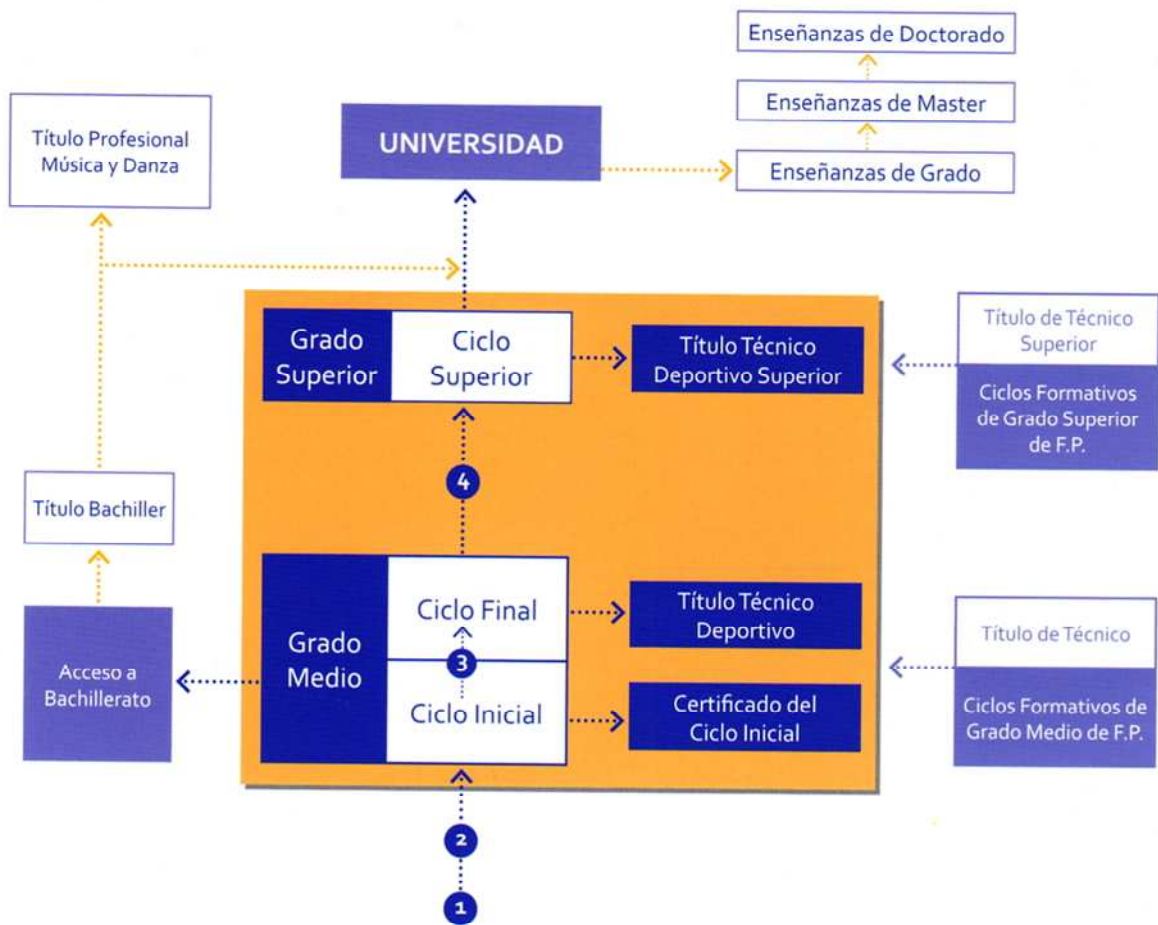 Enseñanzas de Doctorado
Enseñanzas de Master
Enseñanzas de Grado
UNIVERSIDAD
Título Profesional
Música y Danza
Grado
Superior
Ciclo
Superior
Título Técnico
Deportivo Superior
Título de Técnico
Superior
Ciclos Formativos
de Grado Superior
de F.P.
4
Título Bachiller
Acceso a
Bachillerato
Grado
Medio
Ciclo Final
3
Ciclo Inicial
Título Técnico
Deportivo
Certificado del
Ciclo Inicial
Título de Técnico
Ciclos Formativos de
Grado Medio de F.P.
2
1